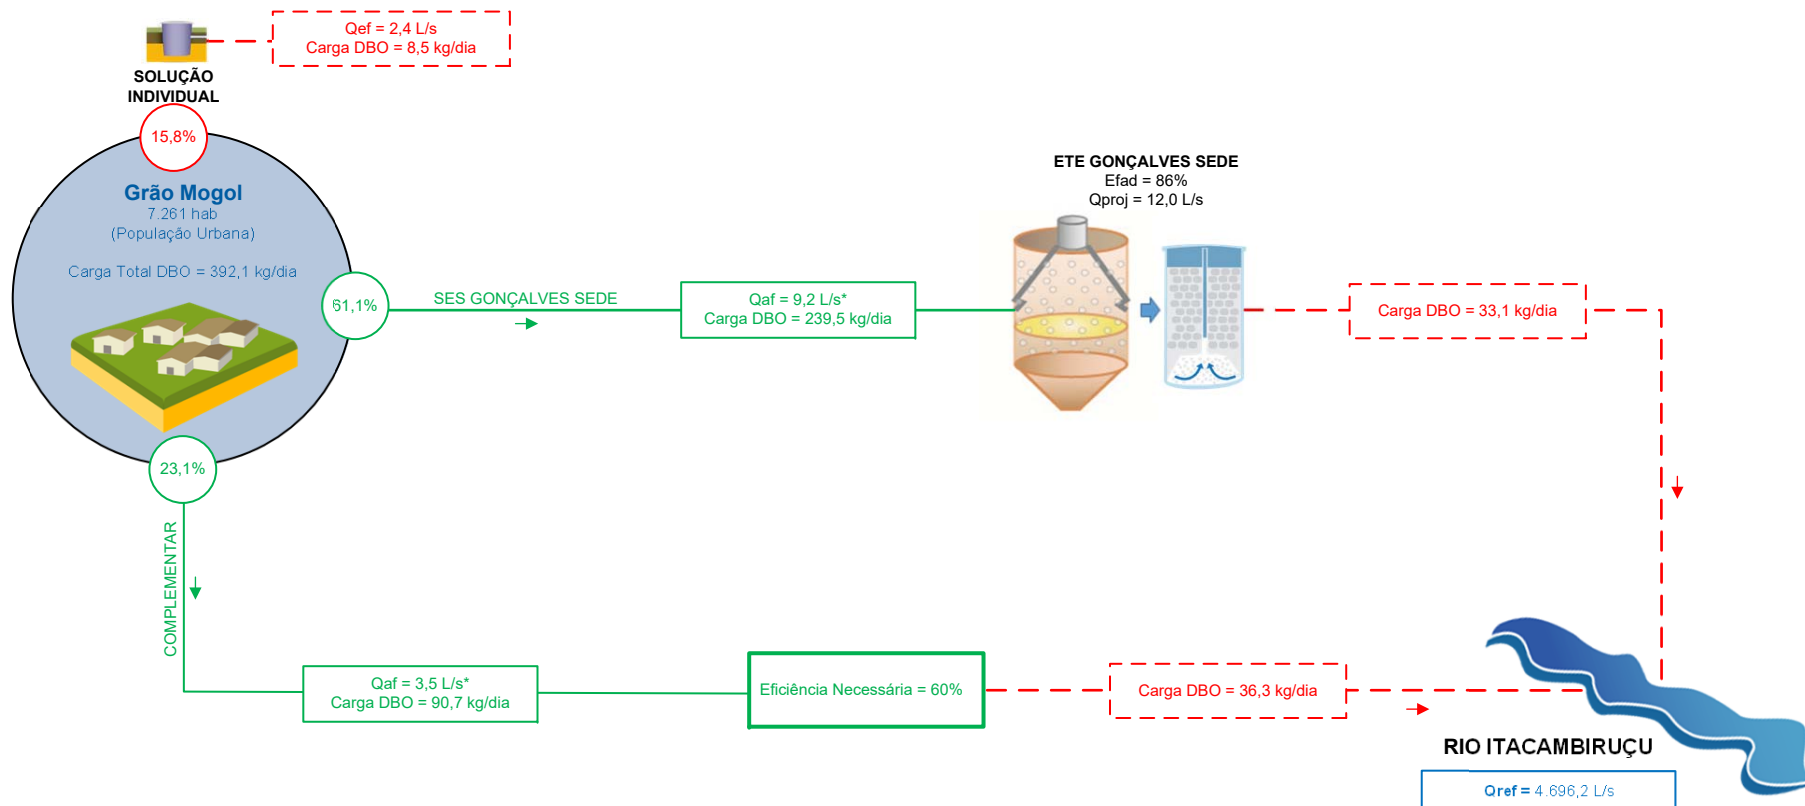 Qef = 2,4 L/s
Carga DBO = 8,5 kg/dia
SOLUÇÃO
INDIVIDUAL
15,8%
Grão Mogol
7.261 hab
(População Urbana)
Carga Total DBO = 392,1 kg/dia
61,1%
SES GONÇALVES SEDE
Qaf = 9,2 L/s*
Carga DBO = 239,5 kg/dia
ETE GONÇALVES SEDE
Efad = 86%
Qproj = 12,0 L/s
Carga DBO = 33,1 kg/dia
23,1%
COMPLEMENTAR
Qaf = 3,5 L/s*
Carga DBO = 90,7 kg/dia
Eficiência Necessária = 60%
Carga DBO = 36,3 kg/dia
RIO ITACAMBIRUÇU
Qref = 4.696,2 L/s